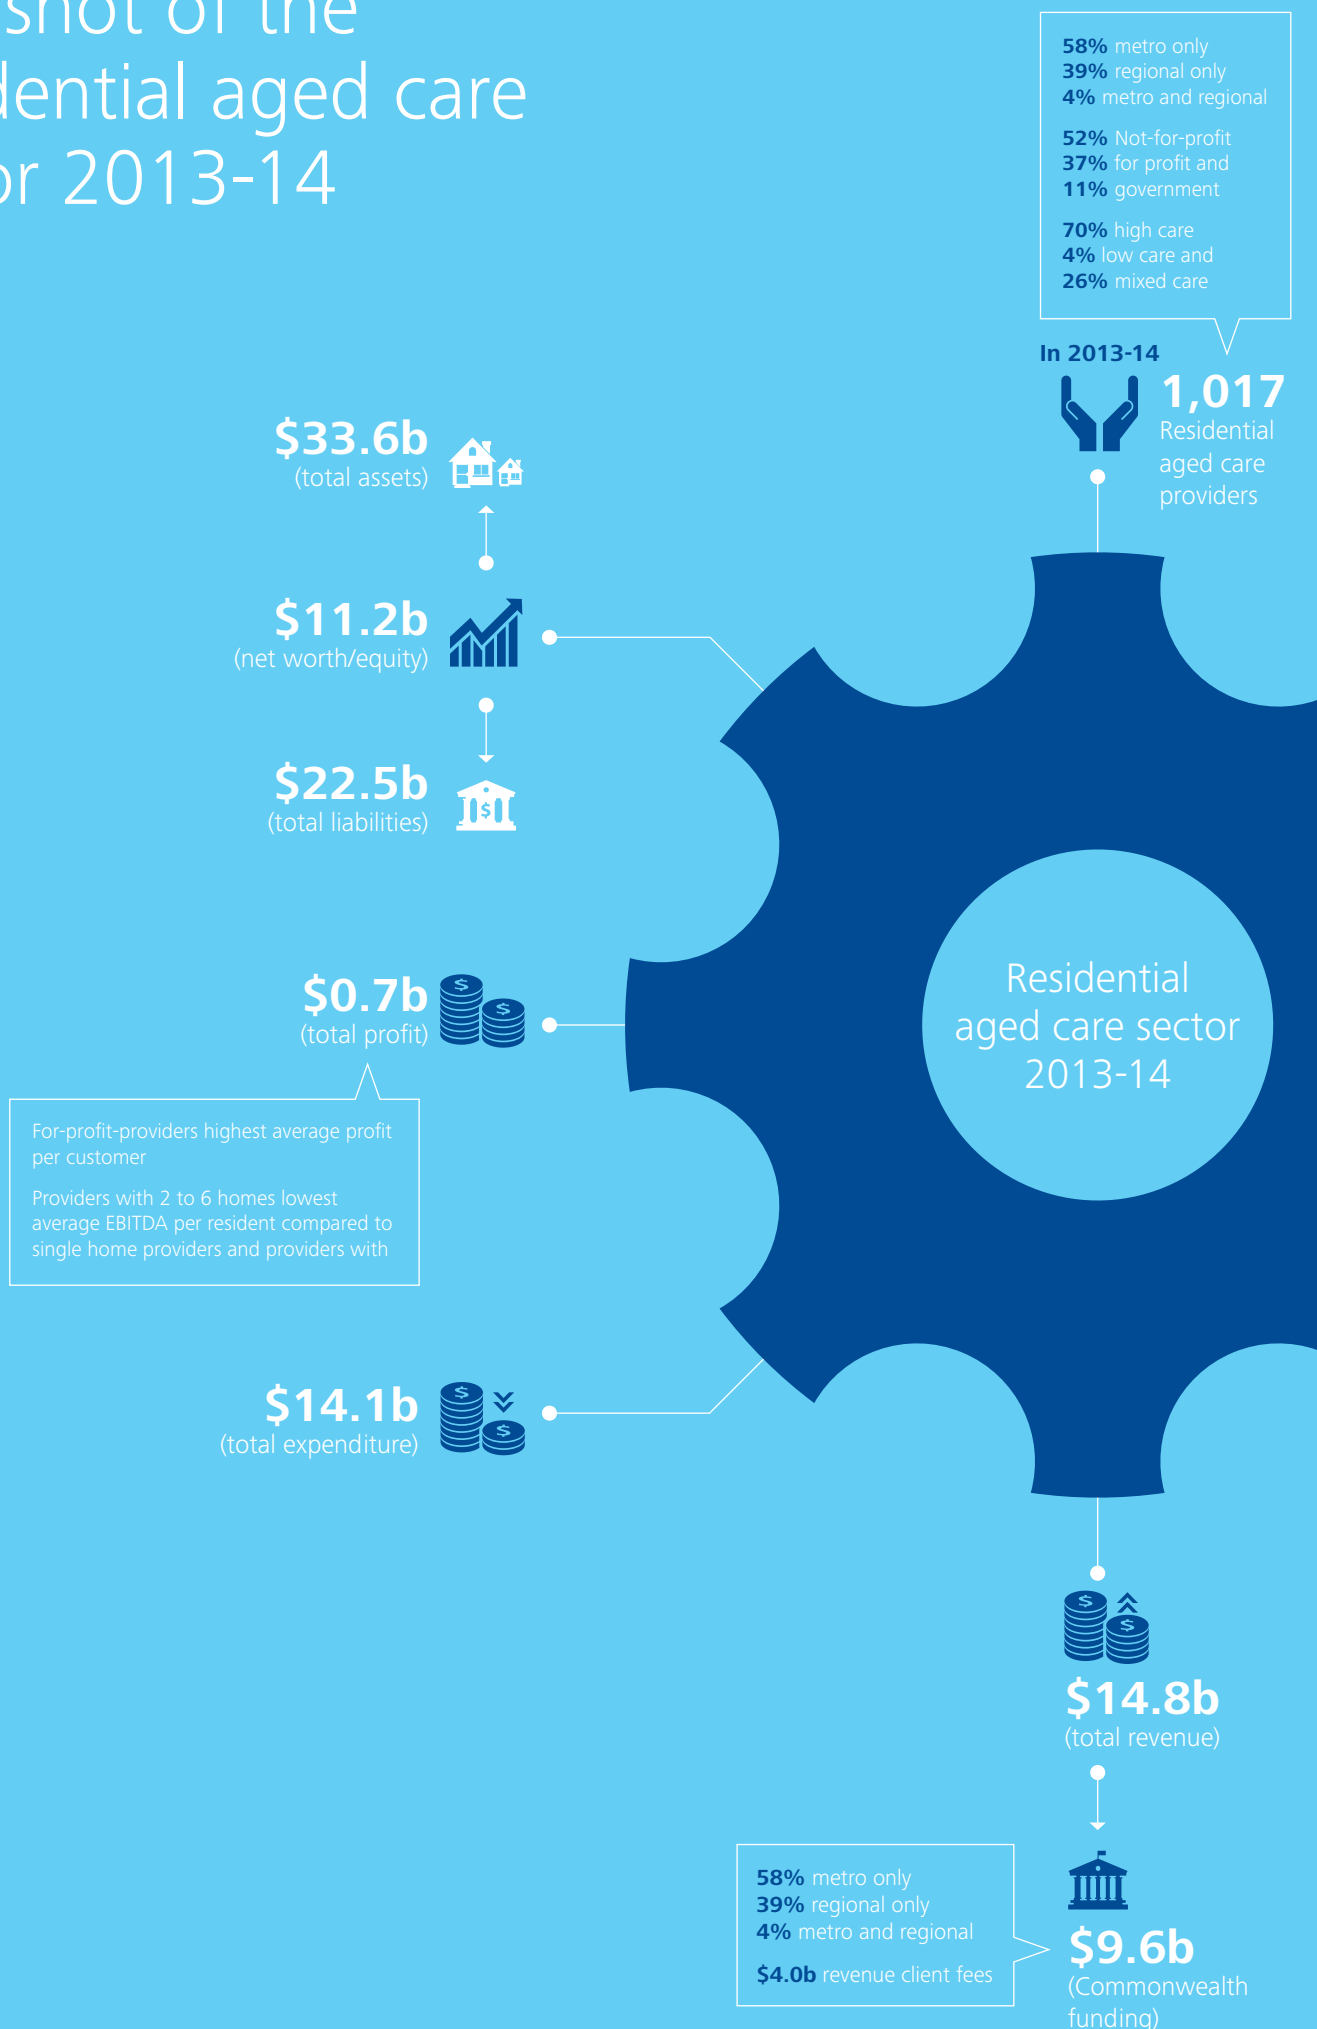 shot of the
dential aged care
or 2013-14
58% metro only
39% regional only
4% metro and regional
52% Not-for-profit
37% for profit and
11% government
70% high care
4% low care and
26% mixed care
In 2013-14
1,017
Residential
aged care
providers
$33.6b
(total assets)
$11.2b
(net worth/equity)
$22.5b
(total liabilities)
$0.7b
(total profit)
For-profit-providers highest average profit
per customer
Providers with 2 to 6 homes lowest
average EBITDA per resident compared to
single home providers and providers with
Residential
aged care sector
2013-14
$14.1b
(total expenditure)
$14.8b
(total revenue)
58% metro only
39% regional only
4% metro and regional
$4.0b revenue client fees
$9.6b
(Commonwealth
funding)